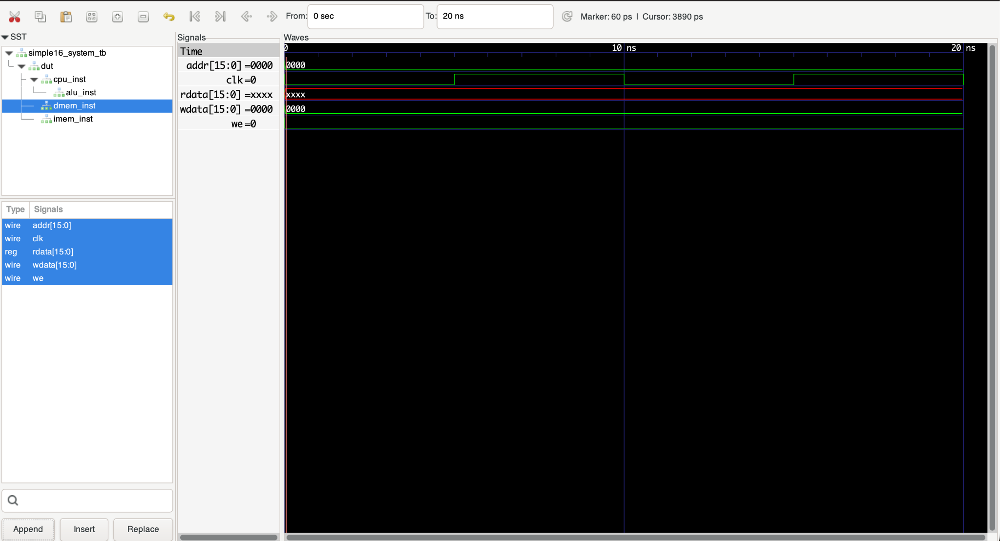 From: 0 sec To: 20 ns Marker: 60 ps | Cursor: 3890 ps
SST
simple16_system_tb
dut
cpu_inst
alu_inst
dmem_inst
imem_inst
Type Signals
wire addr[15:0]
wire clk
reg rdata[15:0]
wire wdata[15:0]
wire we
Append Insert Replace
Signals
Time
addr[15:0] =0000
clk =0
rdata[15:0] =xxxx
wdata[15:0] =0000
we =0
Waves
0 10 ns 20 ns
0000
xxxx
0000